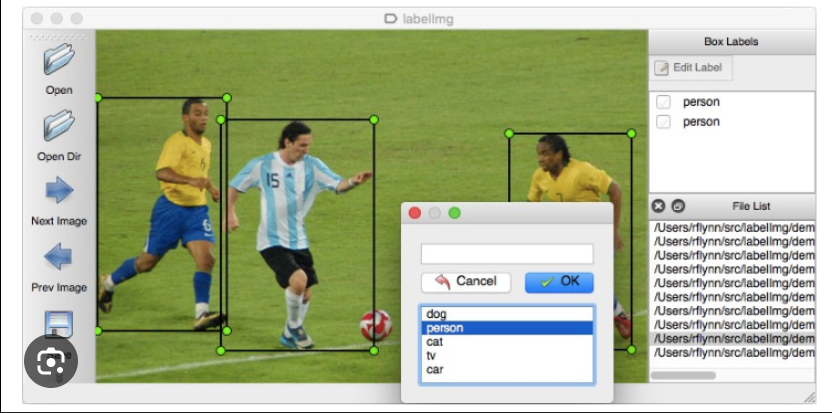 labelImg
Open
Open Dir
Next Image
Prev Image
Box Labels
Edit Label
person
person
File List
/Users/rflynn/src/labelImg/dem
/Users/rflynn/src/labelImg/dem
/Users/rflynn/src/labelImg/dem
/Users/rflynn/src/labelImg/dem
/Users/rflynn/src/labelImg/dem
/Users/rflynn/src/labelImg/dem
/Users/rflynn/src/labelImg/dem
/Users/rflynn/src/labelImg/dem
/Users/rflynn/src/labelImg/dem
/Users/rflynn/src/labelImg/dem
Cancel
OK
dog
person
cat
tv
car
15
6
6